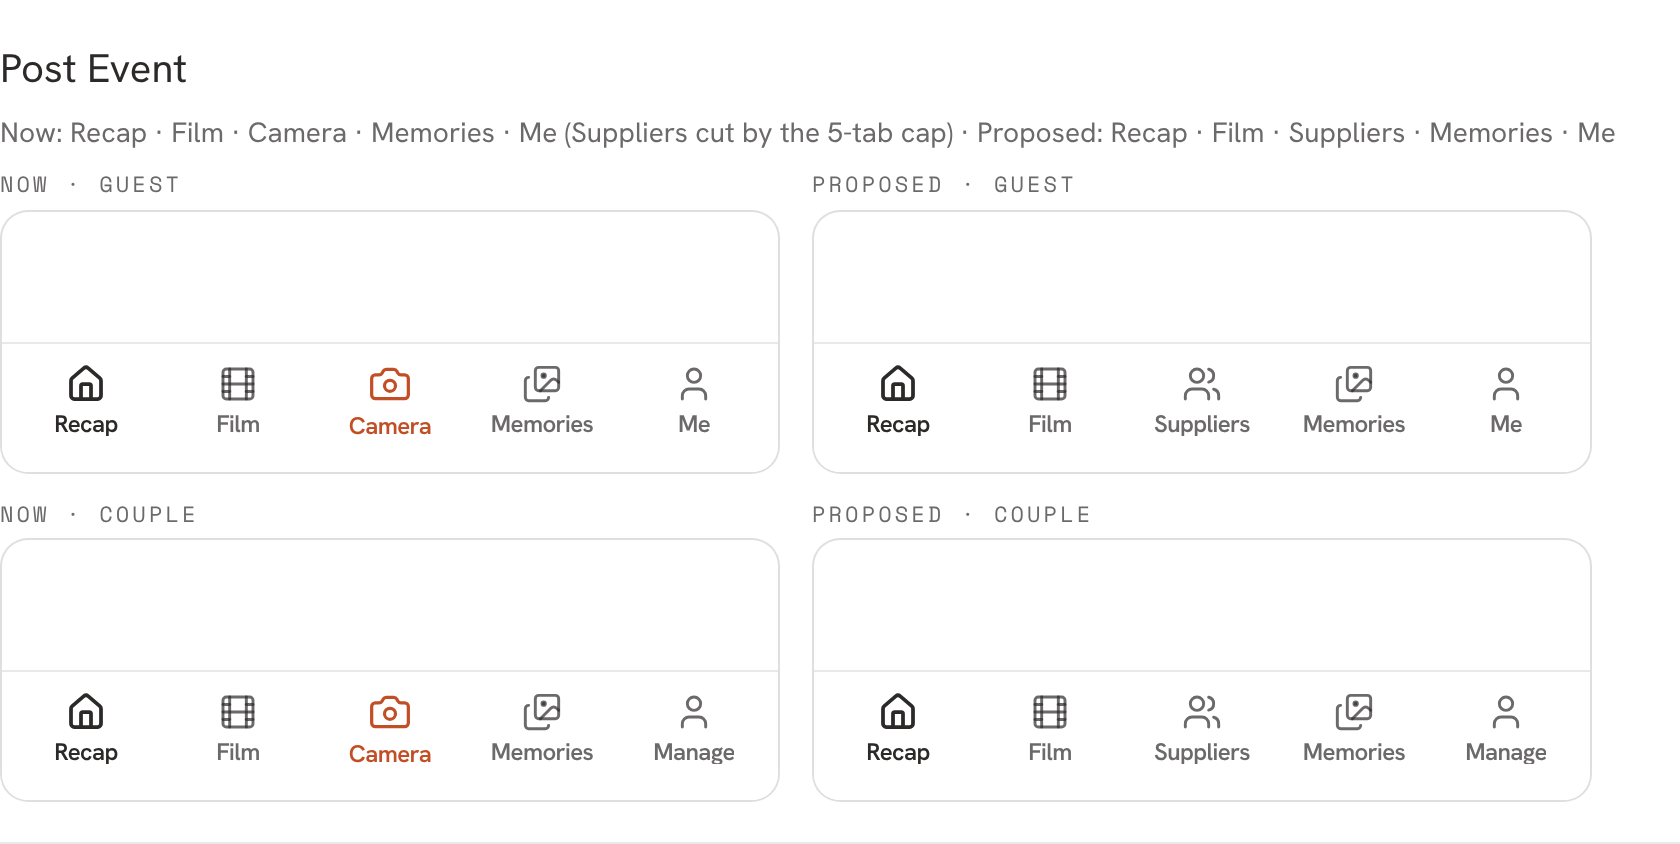 Post Event
Now: Recap · Film · Camera · Memories · Me (Suppliers cut by the 5-tab cap) · Proposed: Recap · Film · Suppliers · Memories · Me
NOW · GUEST
Recap Film Camera Memories Me
PROPOSED · GUEST
Recap Film Suppliers Memories Me
NOW · COUPLE
Recap Film Camera Memories Manage
PROPOSED · COUPLE
Recap Film Suppliers Memories Manage